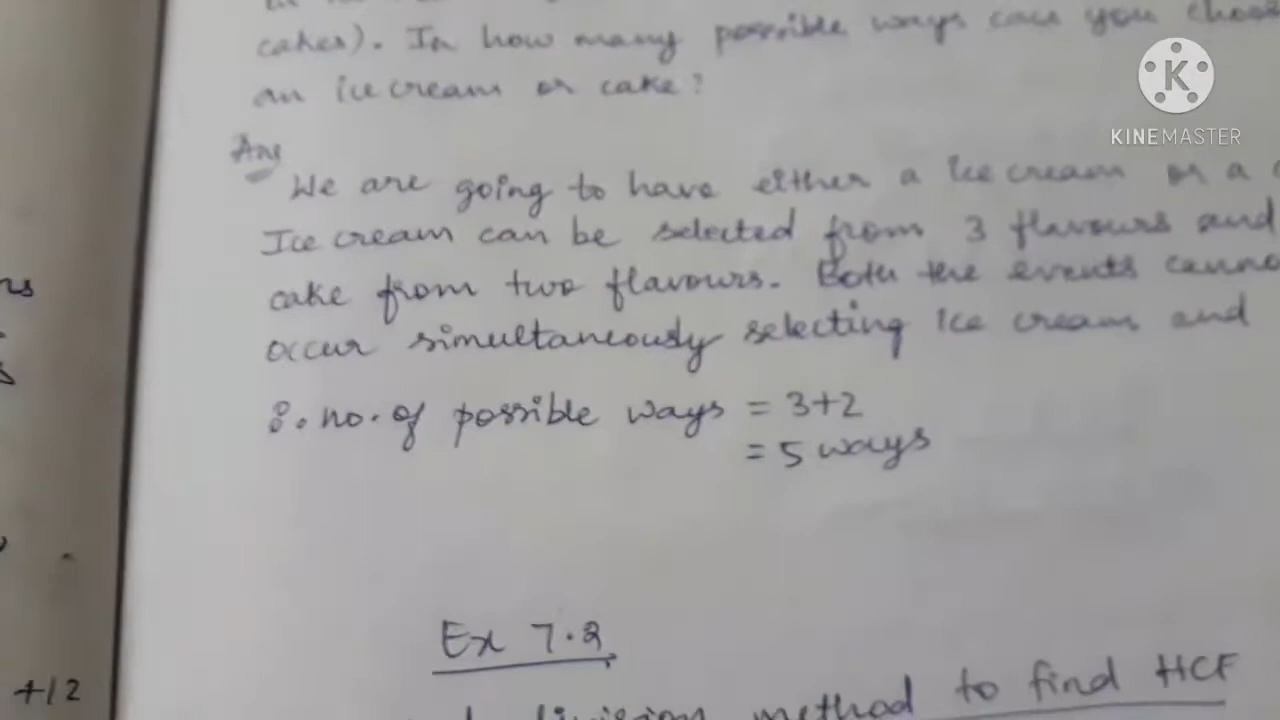 cakes). In how many possible ways can you choo
an ice cream or cake?
KINEMASTER
Ans
We are going to have either a Ice cream or a
Ice cream can be selected from 3 flavours and
cake from two flavours. Both the events canno
occur simultaneously selecting Ice cream and
∴ no. of possible ways = 3+2
= 5 ways
Ex 7.2
division method to find HCF
+12